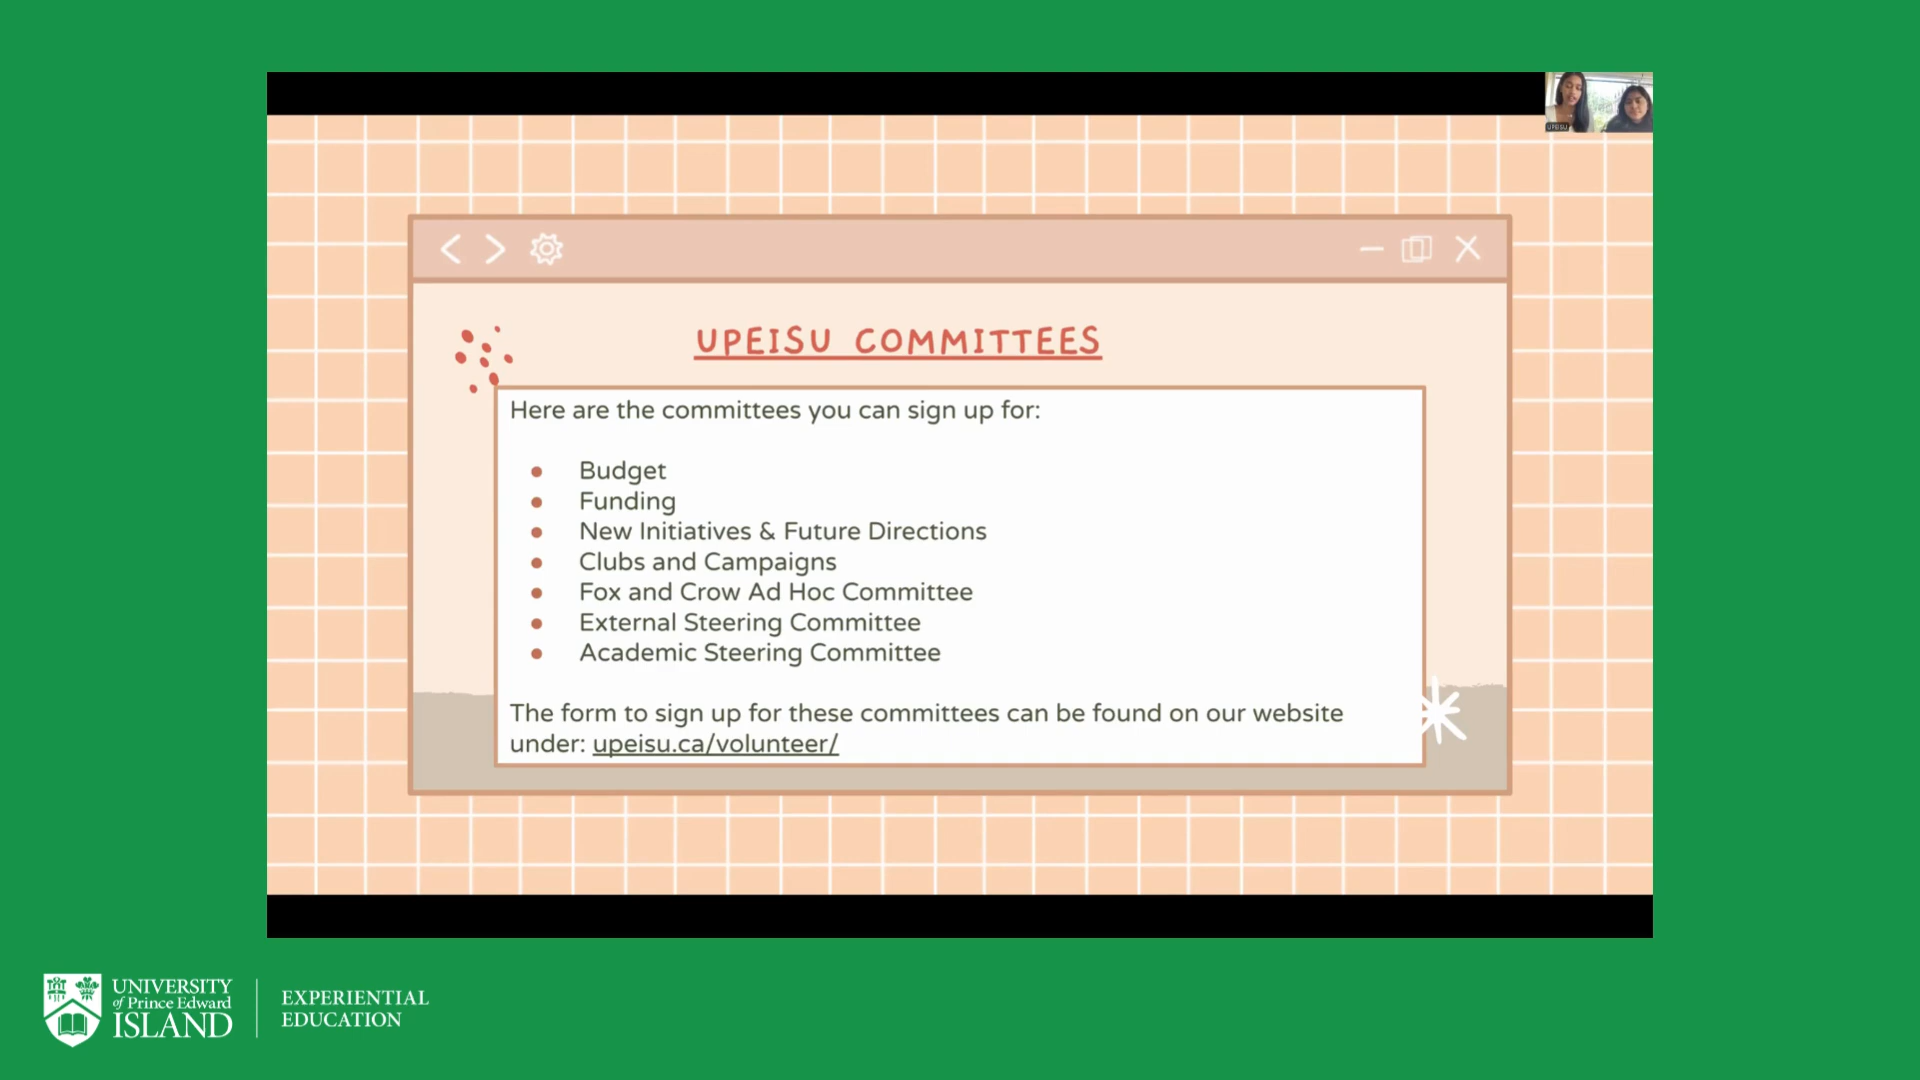 UPEISU
UPEISU COMMITTEES
Here are the committees you can sign up for:
● Budget
● Funding
● New Initiatives & Future Directions
● Clubs and Campaigns
● Fox and Crow Ad Hoc Committee
● External Steering Committee
● Academic Steering Committee
The form to sign up for these committees can be found on our website
under: upeisu.ca/volunteer/
UNIVERSITY
of Prince Edward
ISLAND
EXPERIENTIAL
EDUCATION